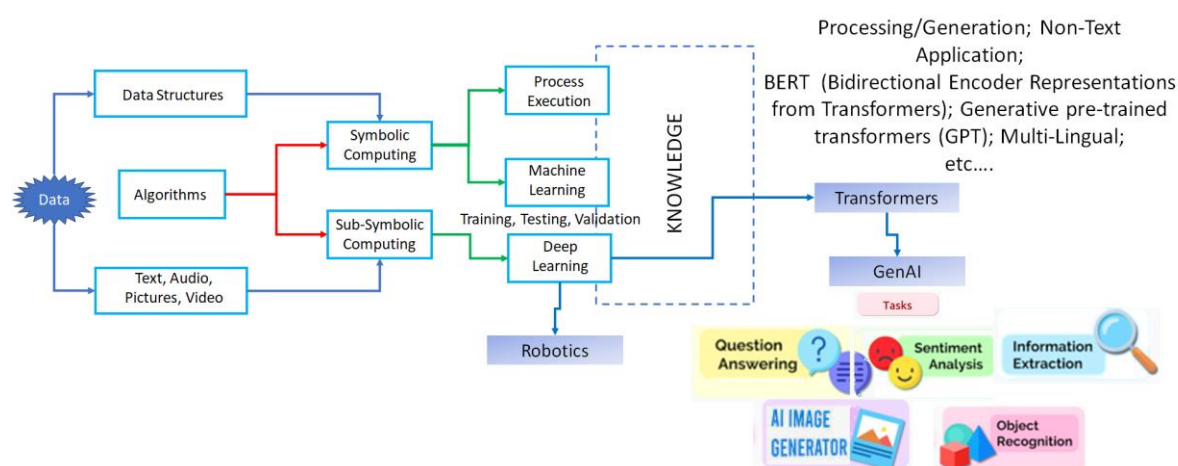 Processing/Generation; Non-Text
Application;
BERT (Bidirectional Encoder Representations
from Transformers); Generative pre-trained
transformers (GPT); Multi-Lingual;
etc....
Data Structures
Process
Execution
Symbolic
Computing
Data
Algorithms
Machine
Learning
KNOWLEDGE
Training, Testing, Validation
Sub-Symbolic
Computing
Deep
Learning
Text, Audio,
Pictures, Video
Robotics
Transformers
GenAI
Tasks
Question
Answering
?
Sentiment
Analysis
Information
Extraction
AI IMAGE
GENERATOR
Object
Recognition